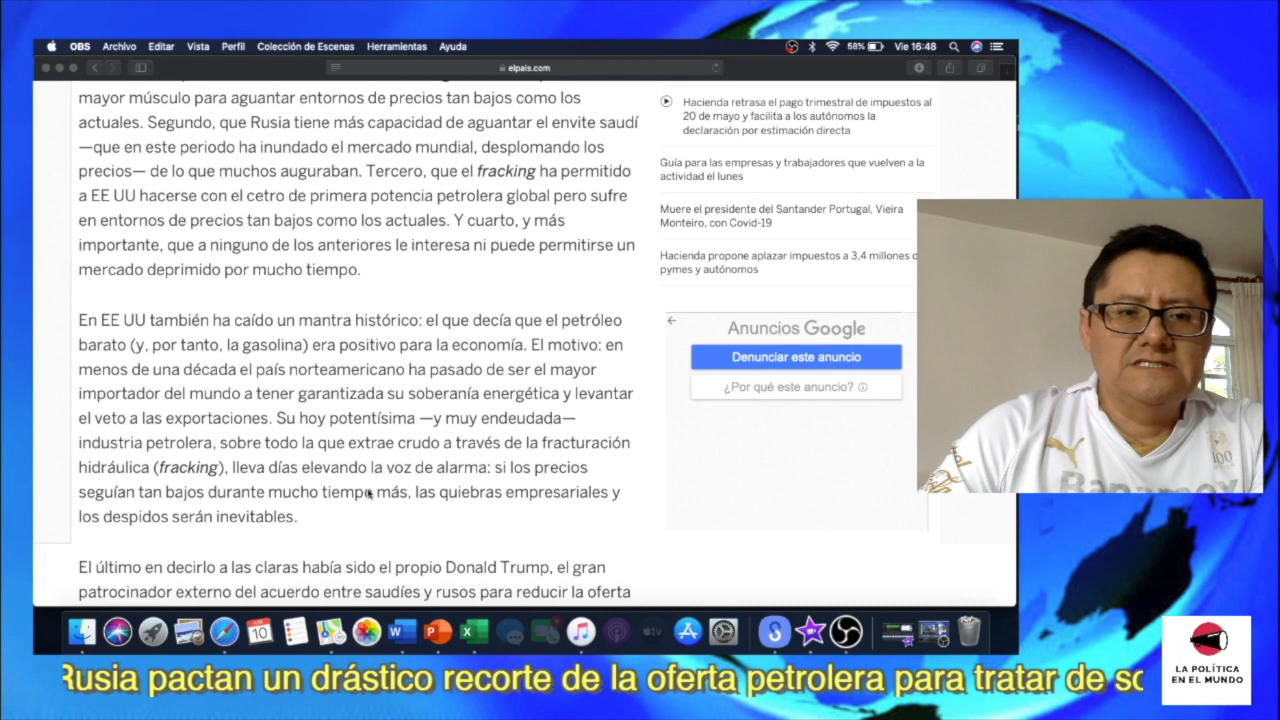 OBS Archivo Editar Vista Perfil Colección de Escenas Herramientas Ayuda 58% Vie 16:48
elpais.com
mayor músculo para aguantar entornos de precios tan bajos como los
actuales. Segundo, que Rusia tiene más capacidad de aguantar el envite saudí
—que en este periodo ha inundado el mercado mundial, desplomando los
precios— de lo que muchos auguraban. Tercero, que el fracking ha permitido
a EE UU hacerse con el cetro de primera potencia petrolera global pero sufre
en entornos de precios tan bajos como los actuales. Y cuarto, y más
importante, que a ninguno de los anteriores le interesa ni puede permitirse un
mercado deprimido por mucho tiempo.
En EE UU también ha caído un mantra histórico: el que decía que el petróleo
barato (y, por tanto, la gasolina) era positivo para la economía. El motivo: en
menos de una década el país norteamericano ha pasado de ser el mayor
importador del mundo a tener garantizada su soberanía energética y levantar
el veto a las exportaciones. Su hoy potentísima —y muy endeudada—
industria petrolera, sobre todo la que extrae crudo a través de la fracturación
hidráulica (fracking), lleva días elevando la voz de alarma: si los precios
seguían tan bajos durante mucho tiempo más, las quiebras empresariales y
los despidos serán inevitables.
El último en decirlo a las claras había sido el propio Donald Trump, el gran
patrocinador externo del acuerdo entre saudíes y rusos para reducir la oferta
Hacienda retrasa el pago trimestral de impuestos al
20 de mayo y facilita a los autónomos la
declaración por estimación directa
Guía para las empresas y trabajadores que vuelven a la
actividad el lunes
Muere el presidente del Santander Portugal, Vieira
Monteiro, con Covid-19
Hacienda propone aplazar impuestos a 3,4 millones
pymes y autónomos
Anuncios Google
Denunciar este anuncio
¿Por qué este anuncio?
100
10
Rusia pactan un drástico recorte de la oferta petrolera para tratar de
LA POLÍTICA
EN EL MUNDO